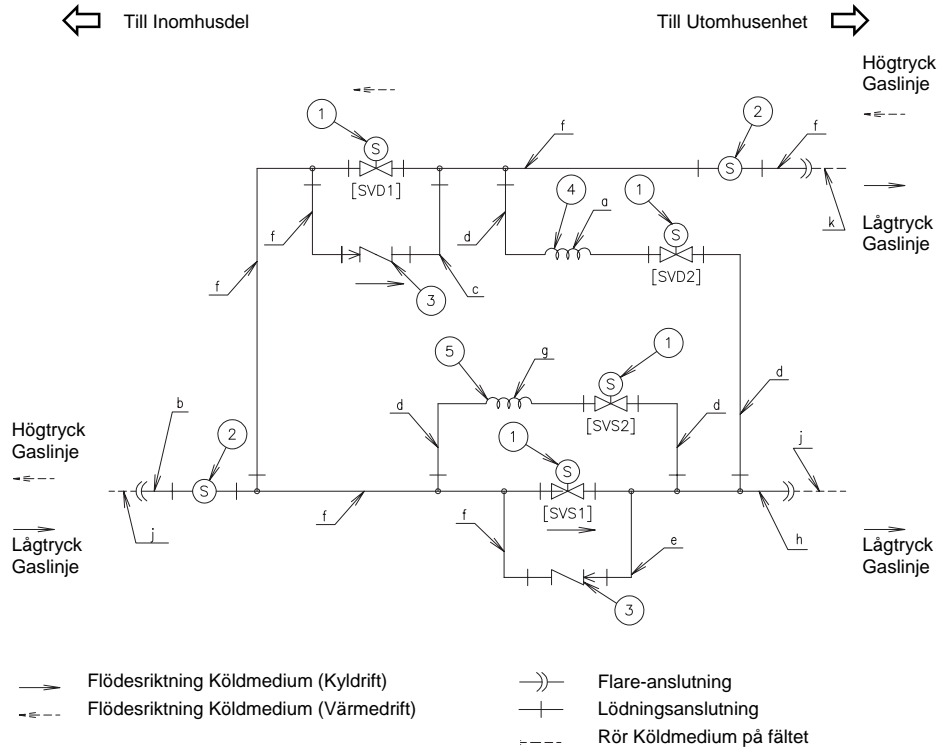 Till Inomhusdel
Till Utomhusenhet
Högtryck
Gaslinje
1
2
f
f
S
S
[SVD1]
k
Lågtryck
Gaslinje
4
a
1
f
d
S
[SVD2]
f
3
c
5
g
1
S
d
[SVS2]
d
d
b
2
1
Högtryck
Gaslinje
S
S
j
[SVS1]
j
f
f
e
h
Lågtryck
Gaslinje
Lågtryck
Gaslinje
3
Flödesriktning Köldmedium (Kyldrift)
Flödesriktning Köldmedium (Värmedrift)
Flare-anslutning
Lödningsanslutning
Rör Köldmedium på fältet